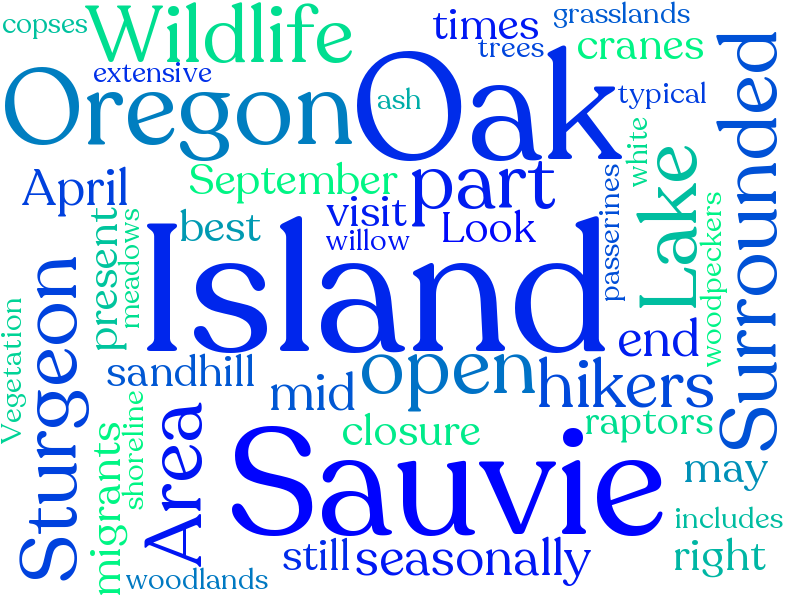 copses
Wildlife
times
grasslands
trees
cranes
extensive
Oregon
Oak
ash
typical
Surrounded
white
April
September
part
Lake
passerines
present
meadows
best
visit
willow
Look
woodpeckers
Island
Sturgeon
Vegetation
end
sandhill
mid
open
hikers
Area
shoreline
migrants
closure
raptors
Sauvie
may
includes
still
seasonally
right
woodlands